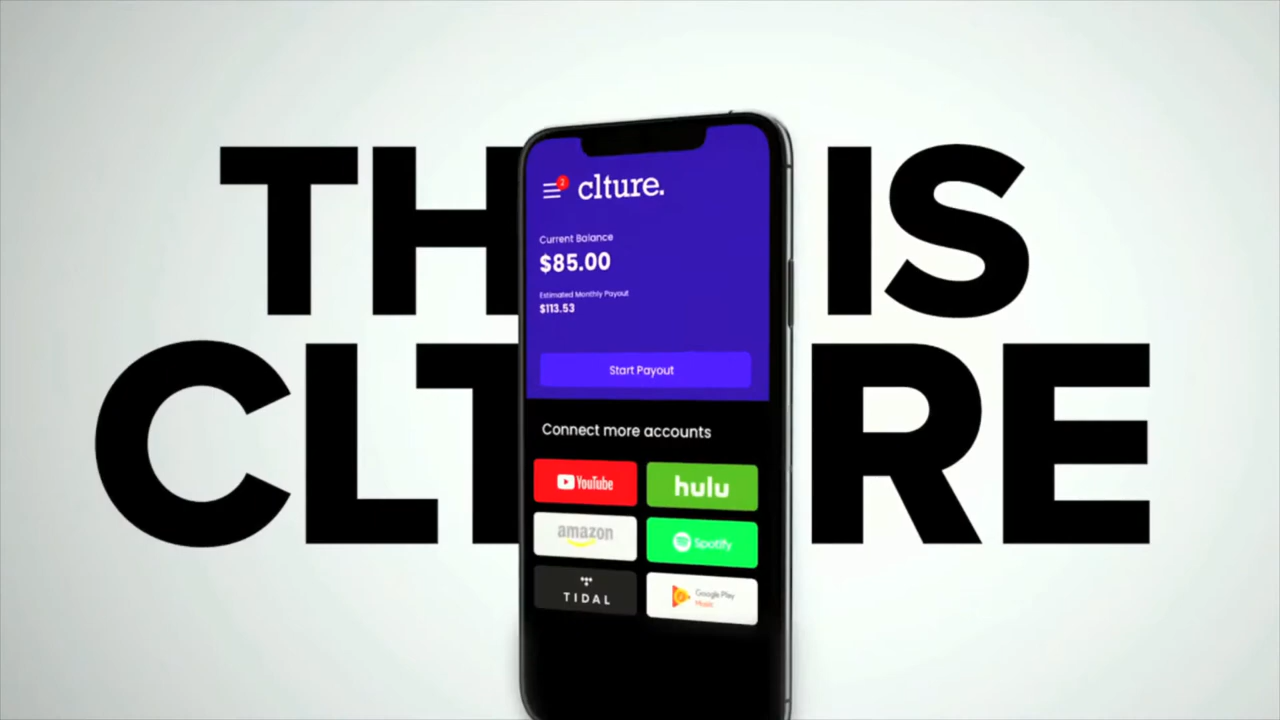 TH IS
CLT RE
2
clture.
Current Balance
$85.00
Estimated Monthly Payout
$113.53
Start Payout
Connect more accounts
YouTube
hulu
amazon
Spotify
TIDAL
Google Play
Music